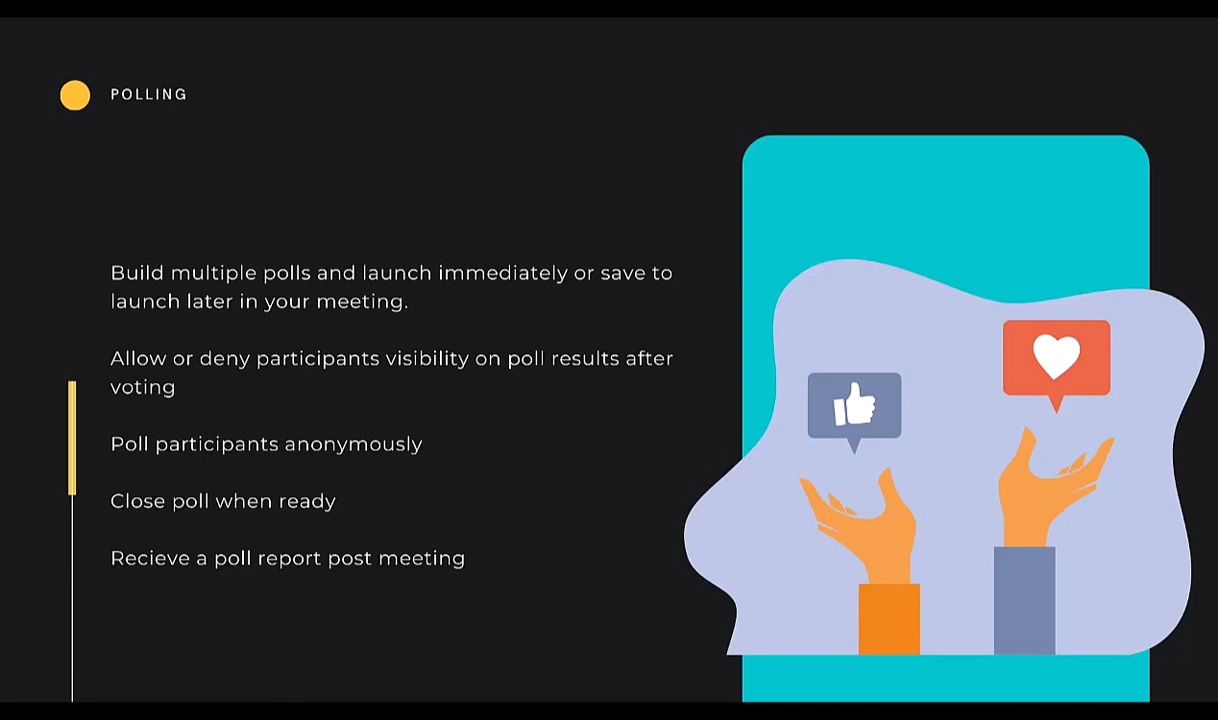 POLLING
Build multiple polls and launch immediately or save to
launch later in your meeting.
Allow or deny participants visibility on poll results after
voting
Poll participants anonymously
Close poll when ready
Recieve a poll report post meeting